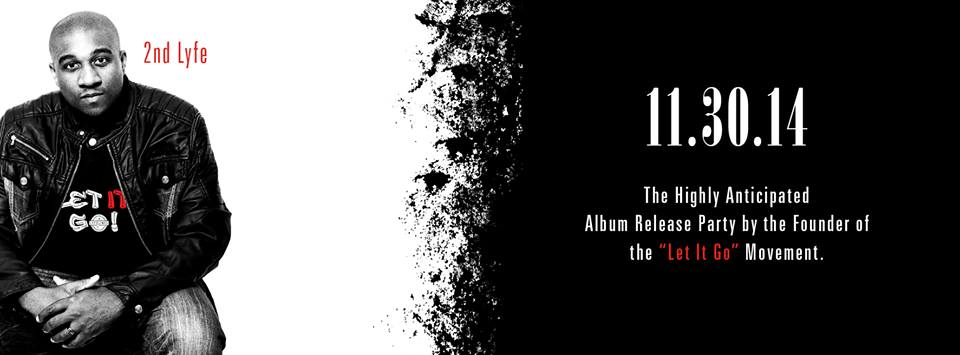 2nd Lyfe
LET IT
GO!
11.30.14
The Highly Anticipated
Album Release Party by the Founder of
the “Let It Go” Movement.